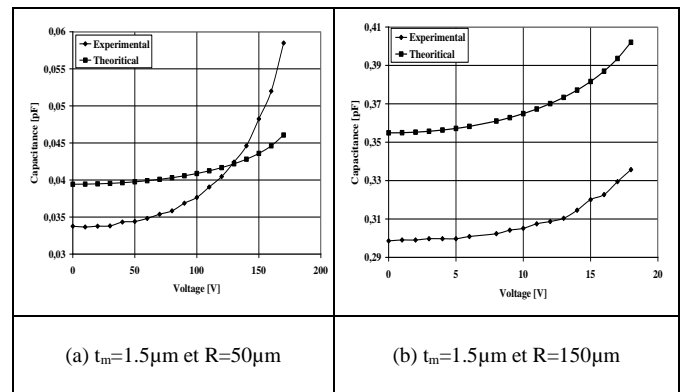 0,06
0,055
0,05
0,045
0,04
0,035
0,03
Capacitance [pF]
Experimental
Theoritical
0 50 100 150 200
Voltage [V]
0,41
0,39
0,37
0,35
0,33
0,31
0,29
Capacitance [pF]
Experimental
Theoritical
0 5 10 15 20
Voltage [V]
(a) tm=1.5µm et R=50µm
(b) tm=1.5µm et R=150µm